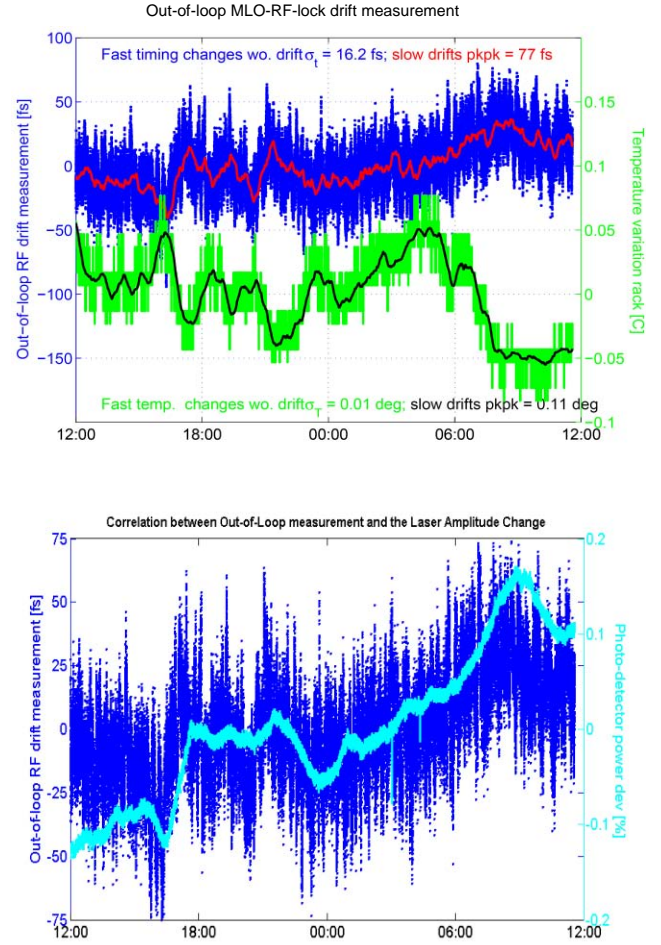 Out-of-loop MLO-RF-lock drift measurement
Fast timing changes wo. driftσt = 16.2 fs; slow drifts pkpk = 77 fs
100
50
0
−50
−100
−150
Out−of−loop RF drift measurement [fs]
0.15
0.1
0.05
0
−0.05
−0.1
Temperature variation rack [C]
Fast temp. changes wo. driftσT = 0.01 deg; slow drifts pkpk = 0.11 deg
12:00 18:00 00:00 06:00 12:00
Correlation between Out-of-Loop measurement and the Laser Amplitude Change
75
50
25
0
-25
-50
-75
Out-of-loop RF drift measurement [fs]
0.2
0.1
0
-0.1
-0.2
Photo-detector power dev [%]
12:00 18:00 00:00 06:00 12:00